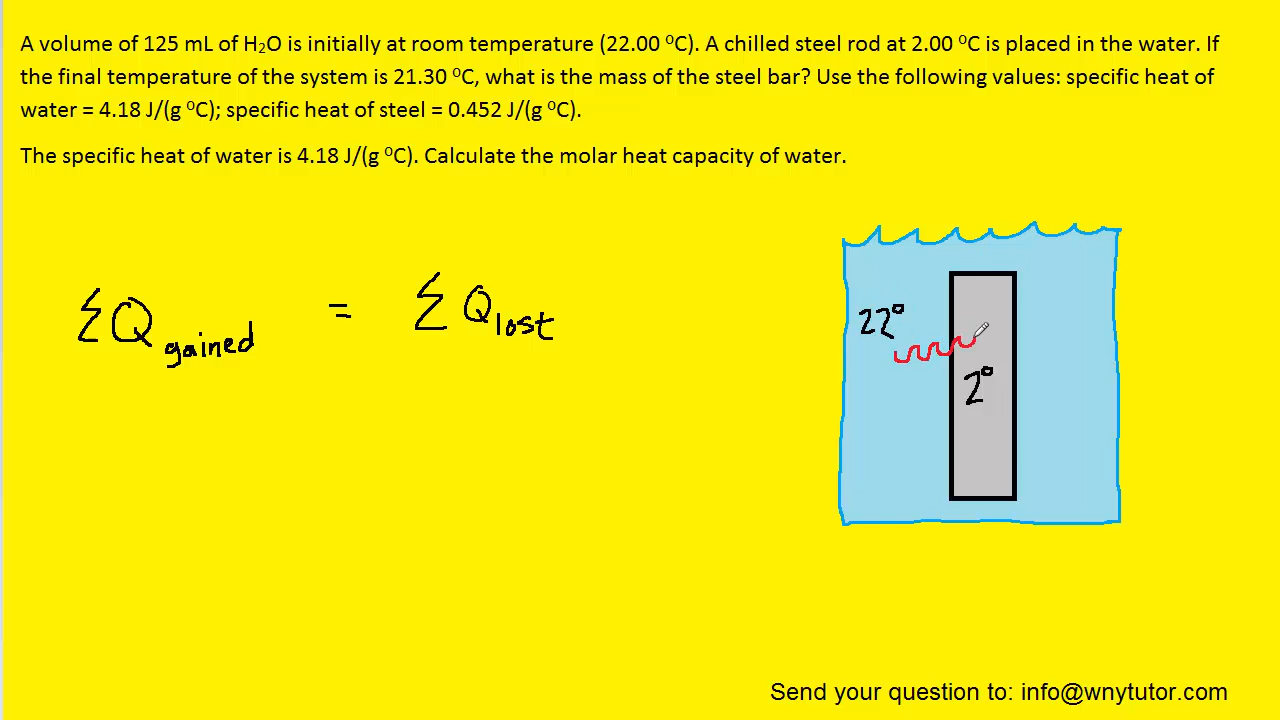 A volume of 125 mL of H₂O is initially at room temperature (22.00 ⁰C). A chilled steel rod at 2.00 ⁰C is placed in the water. If
the final temperature of the system is 21.30 ⁰C, what is the mass of the steel bar? Use the following values: specific heat of
water = 4.18 J/(g ⁰C); specific heat of steel = 0.452 J/(g ⁰C).
The specific heat of water is 4.18 J/(g ⁰C). Calculate the molar heat capacity of water.
ΣQ gained = ΣQ lost
22°
2°
Send your question to: info@wnytutor.com